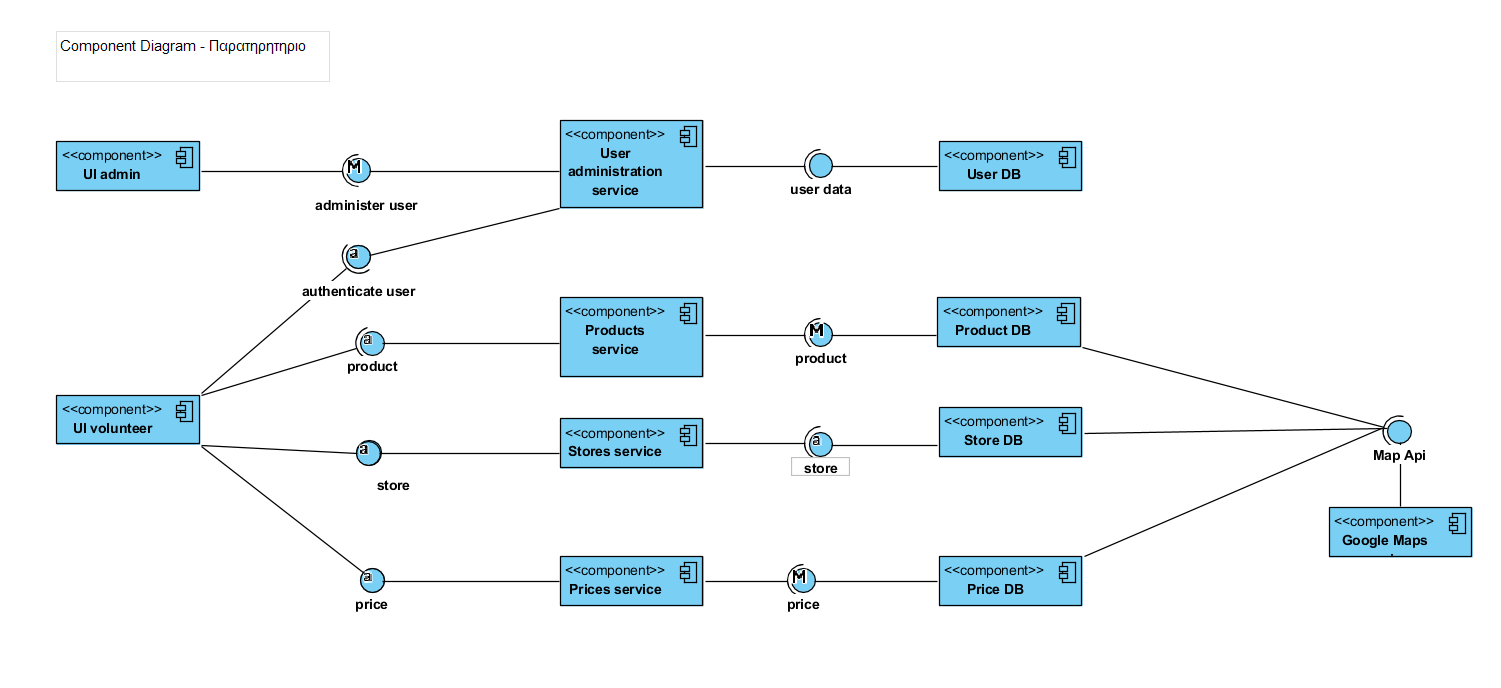 Component Diagram - Παρατηρητηριο
<<component>>
UI admin
M
administer user
<<component>>
User
administration
service
user data
<<component>>
User DB
a
authenticate user
<<component>>
UI volunteer
a
product
<<component>>
Products
service
M
product
<<component>>
Product DB
a
store
<<component>>
Stores service
a
store
<<component>>
Store DB
Map Api
<<component>>
Google Maps
a
price
<<component>>
Prices service
M
price
<<component>>
Price DB